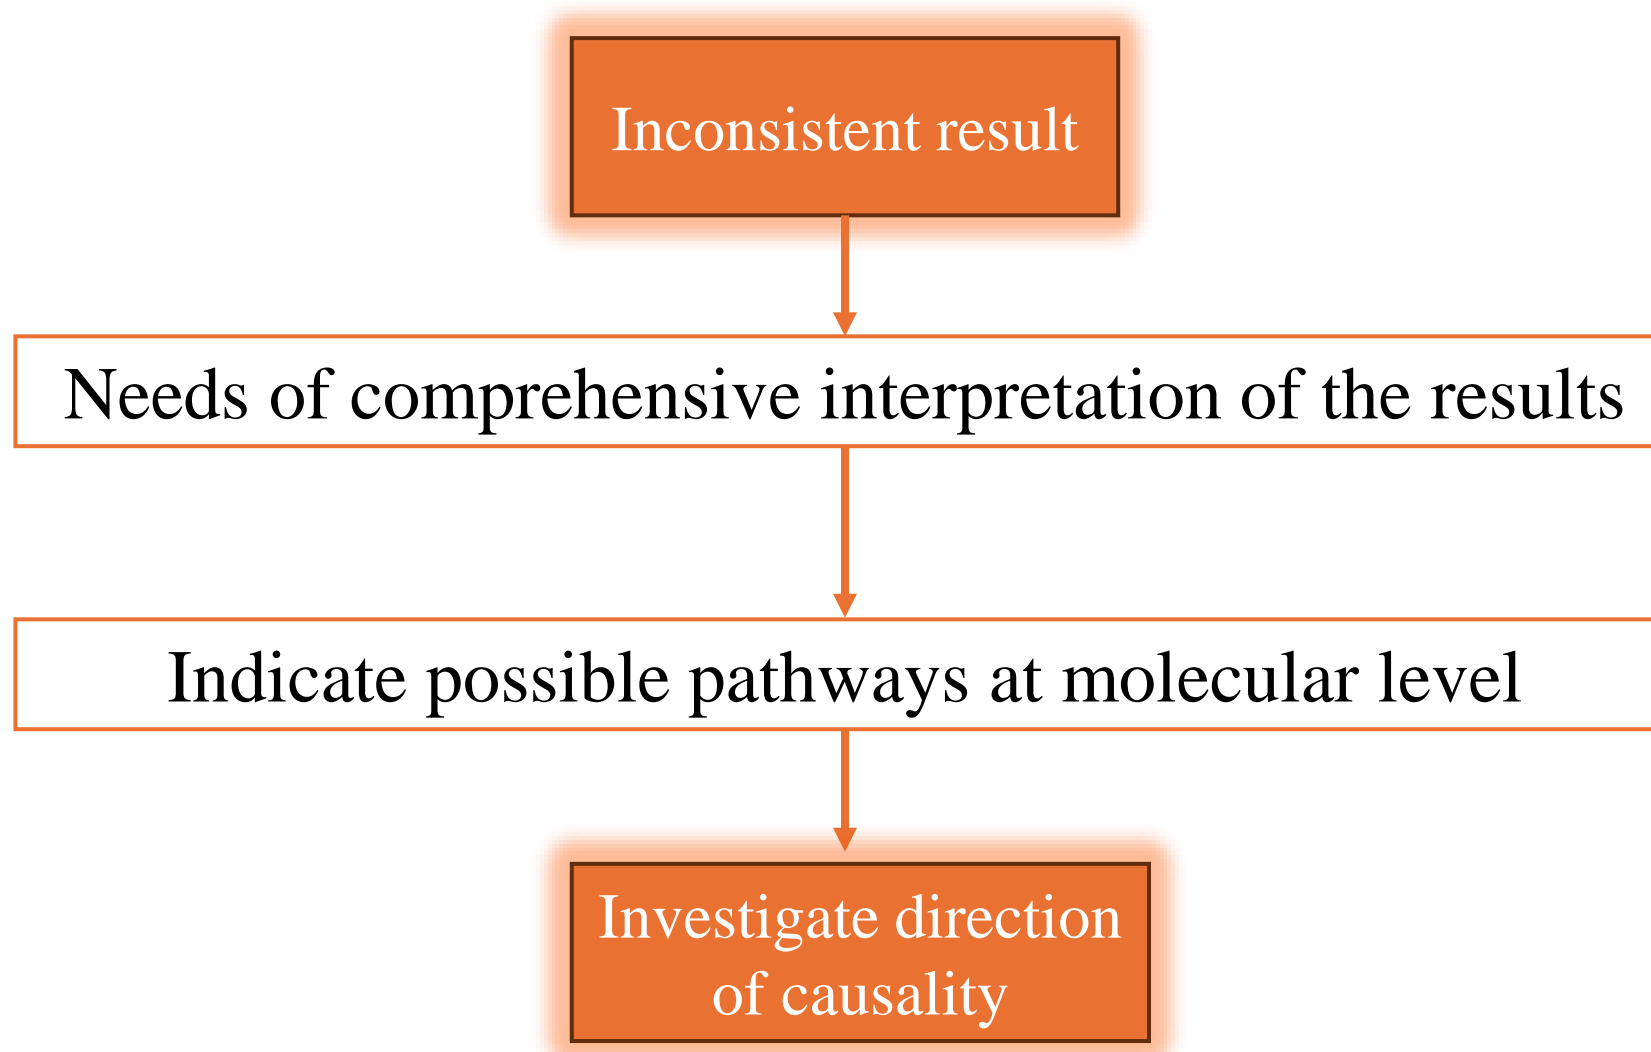 Inconsistent result
Needs of comprehensive interpretation of the results
Indicate possible pathways at molecular level
Investigate direction
of causality